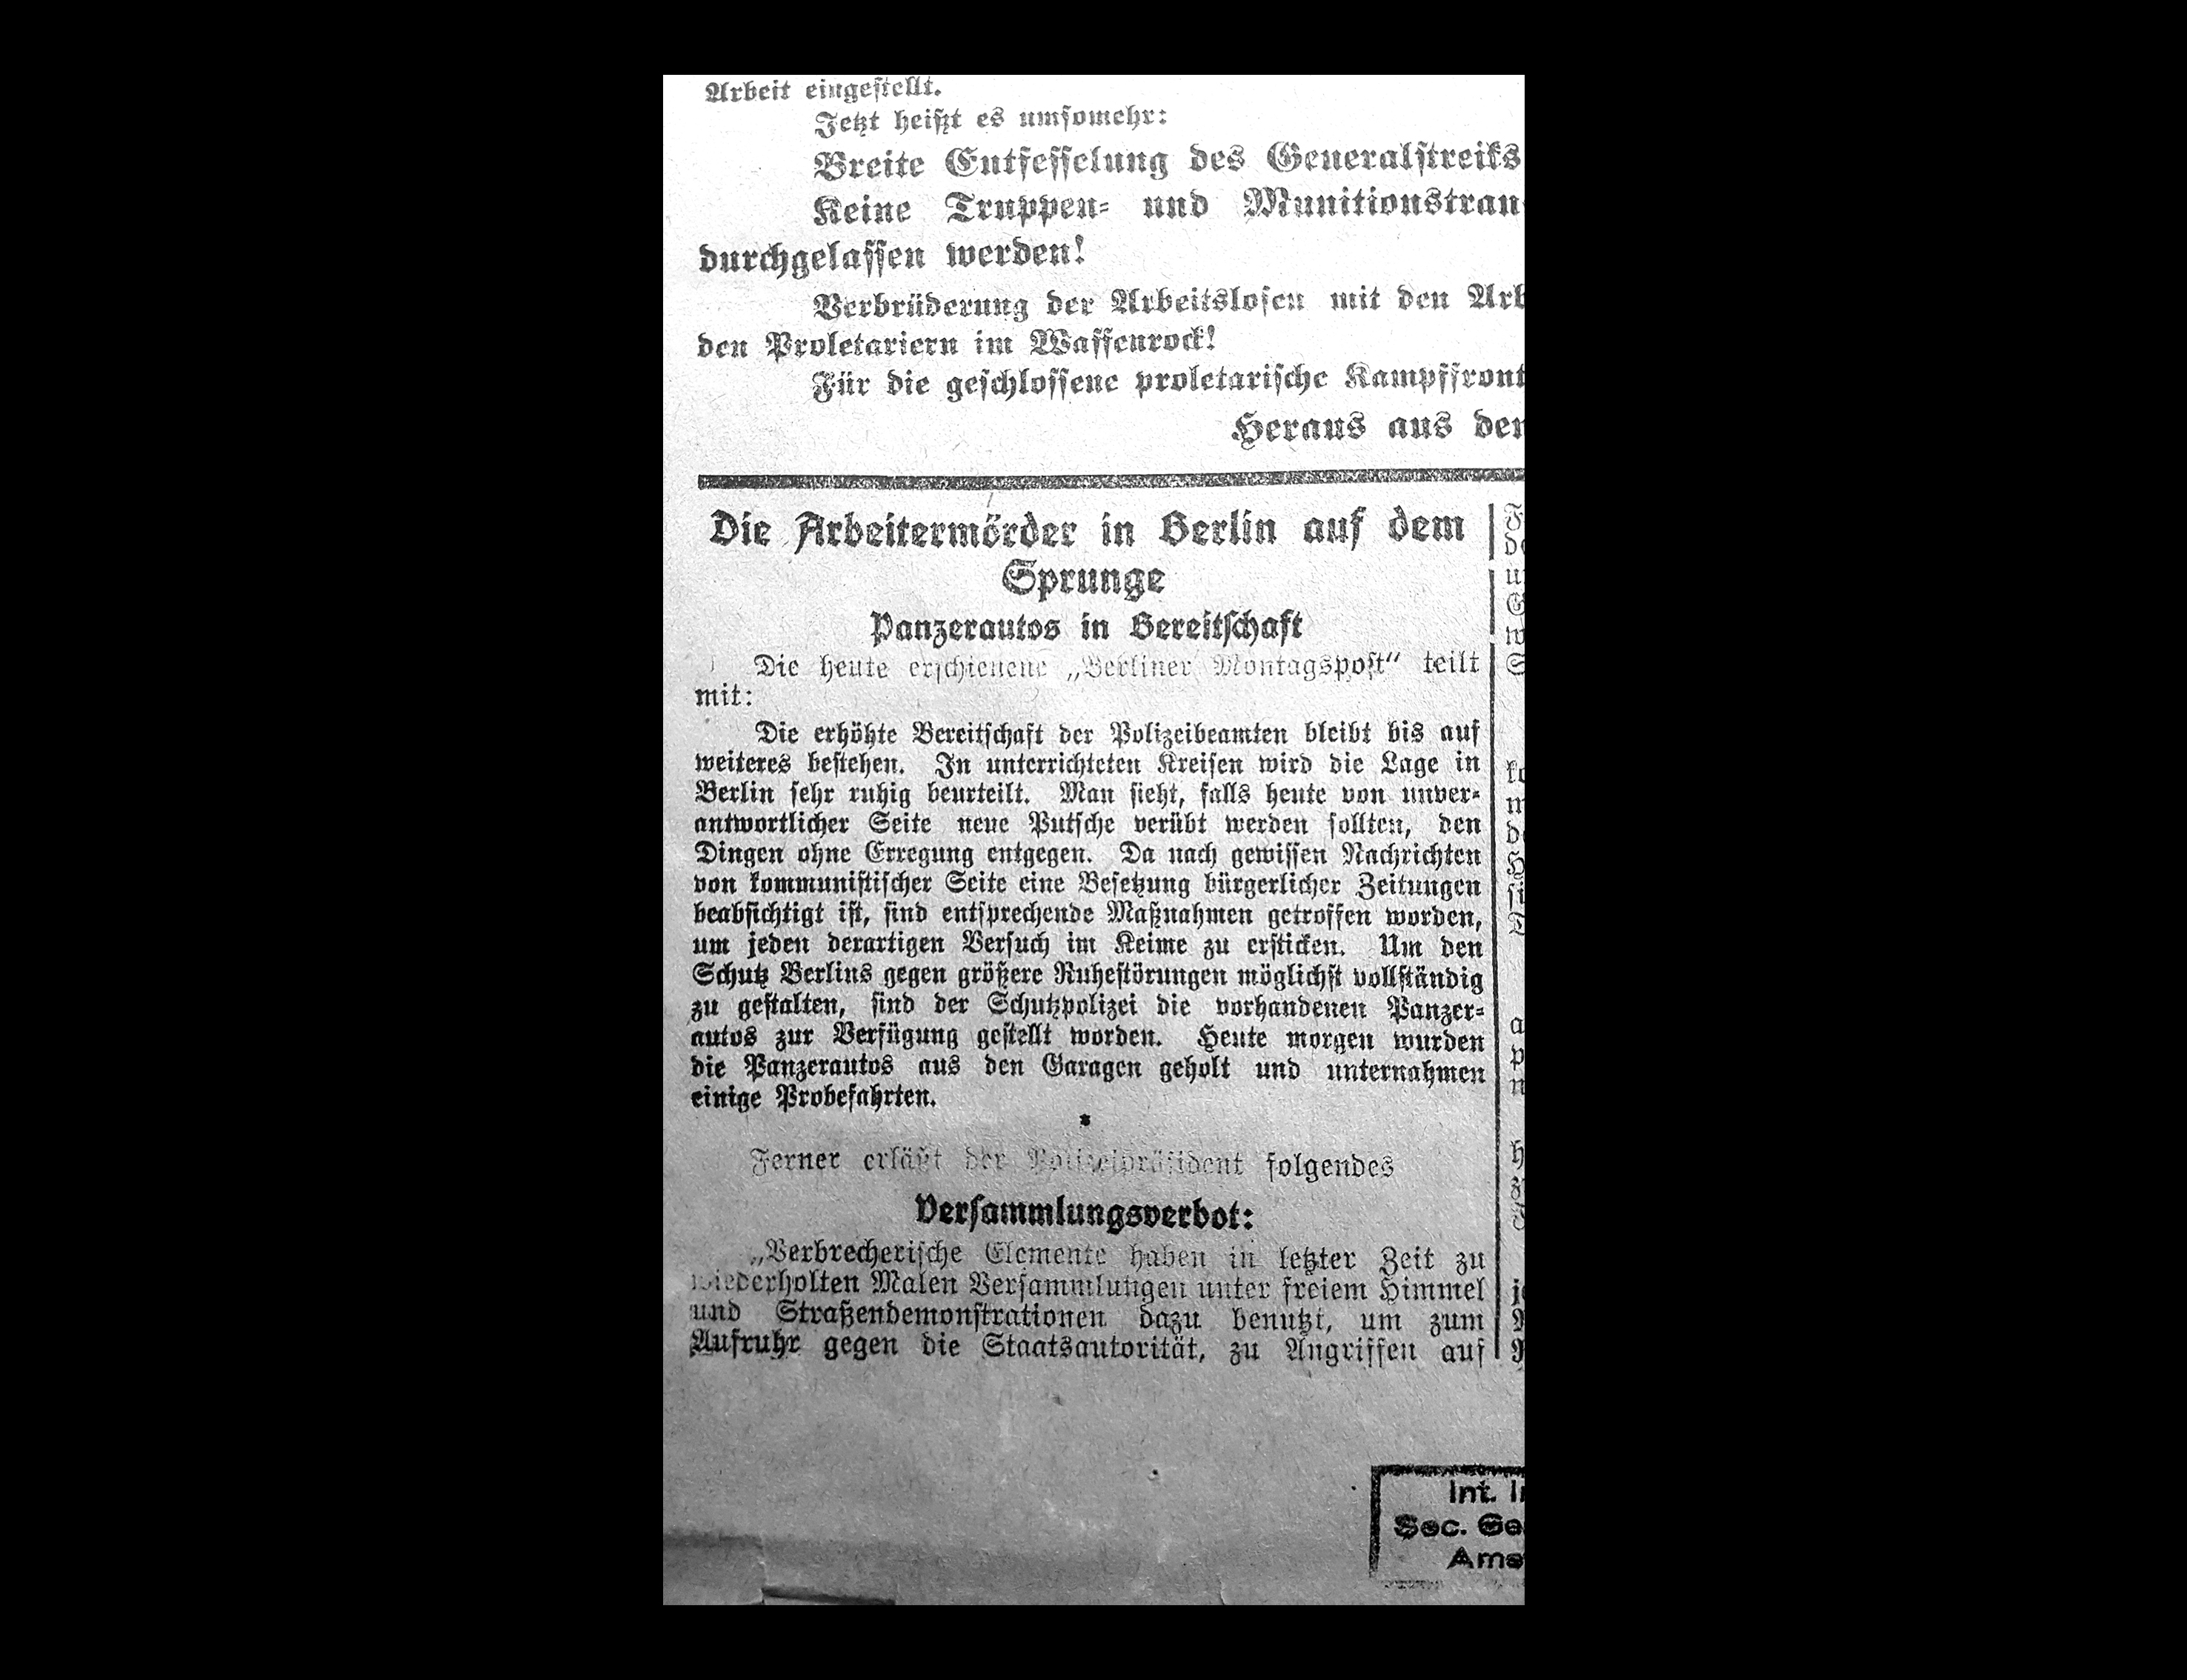 Arbeit eingestellt.
Jetzt heißt es umsomehr:
Breite Entfesselung des Generalstreiks
Keine Truppen- und Munitionstran
durchgelassen werden!
Verbrüderung der Arbeitslosen mit den Arb
den Proletariern im Waffenrock!
Für die geschlossene proletarische Kampffront
Heraus aus den
Die Arbeitermörder in Berlin auf dem
Sprunge
Panzerautos in Bereitschaft
Die heute erschienene „Berliner Montagspost“ teilt
mit:
Die erhöhte Bereitschaft der Polizeibeamten bleibt bis auf
weiteres bestehen. In unterrichteten Kreisen wird die Lage in
Berlin sehr ruhig beurteilt. Man sieht, falls heute von unver-
antwortlicher Seite neue Putsche verübt werden sollten, den
Dingen ohne Erregung entgegen. Da nach gewissen Nachrichten
von kommunistischer Seite eine Besetzung bürgerlicher Zeitungen
beabsichtigt ist, sind entsprechende Maßnahmen getroffen worden,
um jeden derartigen Versuch im Keime zu ersticken. Um den
Schutz Berlins gegen größere Ruhestörungen möglichst vollständig
zu gestalten, sind der Schutzpolizei die vorhandenen Panzer-
autos zur Verfügung gestellt worden. Heute morgen wurden
die Panzerautos aus den Garagen geholt und unternahmen
einige Probefahrten.
*
Ferner erläßt der Polizeipräsident folgendes
Versammlungsverbot:
„Verbrecherische Elemente haben in letzter Zeit zu
wiederholten Malen Versammlungen unter freiem Himmel
und Straßendemonstrationen dazu benutzt, um zum
Aufruhr gegen die Staatsautorität, zu Angriffen auf
Int. I
Soc. Ge
Ams